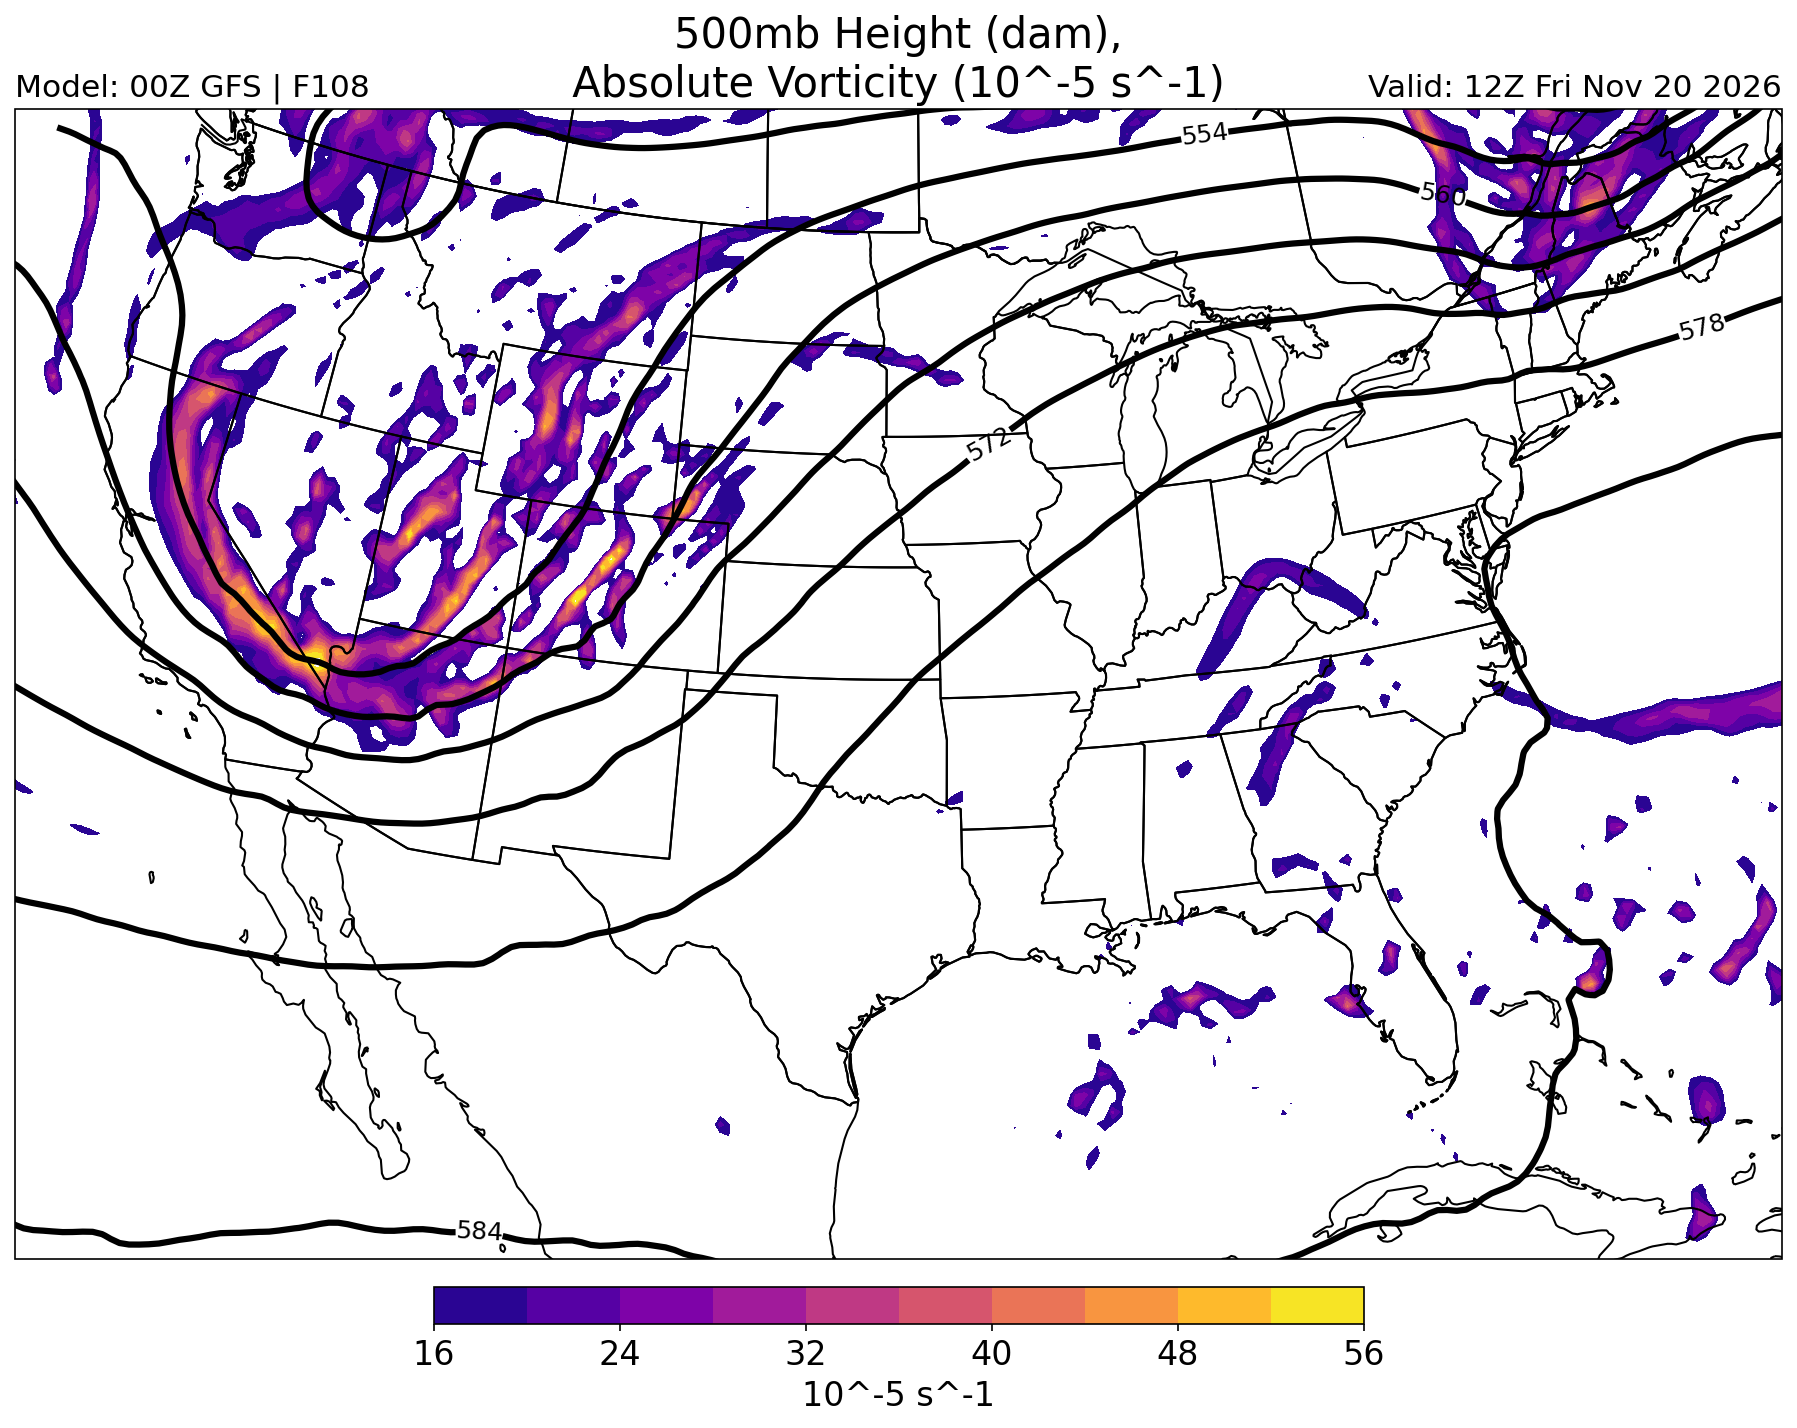 500mb Height (dam),
Absolute Vorticity (10^-5 s^-1)
Model: 00Z GFS | F108
Valid: 12Z Fri Nov 20 2026
554
560
578
572
584
16 24 32 40 48 56
10^-5 s^-1